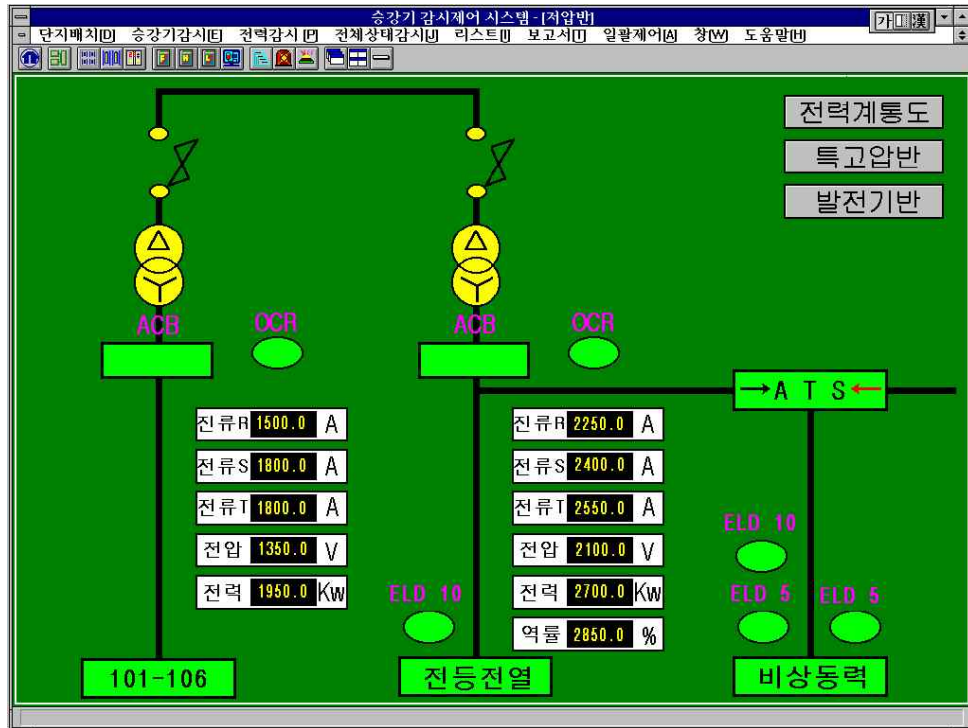 승강기 감시제어 시스템 - [저압반]
가 漢
단지배치[D] 승강기감시[E] 전력감시[P] 전체상태감시[J] 리스트[I] 보고서[T] 일괄제어[A] 창[W] 도움말[H]
전력계통도
특고압반
발전기반
ACB OCR ACB OCR
→A T S←
진류R 1500.0 A 진류R 2250.0 A
전류S 1800.0 A 전류S 2400.0 A
전류T 1800.0 A 전류T 2550.0 A
ELD 10
전압 1350.0 V 전압 2100.0 V
전력 1950.0 Kw ELD 10 전력 2700.0 Kw ELD 5 ELD 5
역률 2850.0 %
101-106 전등전열 비상동력